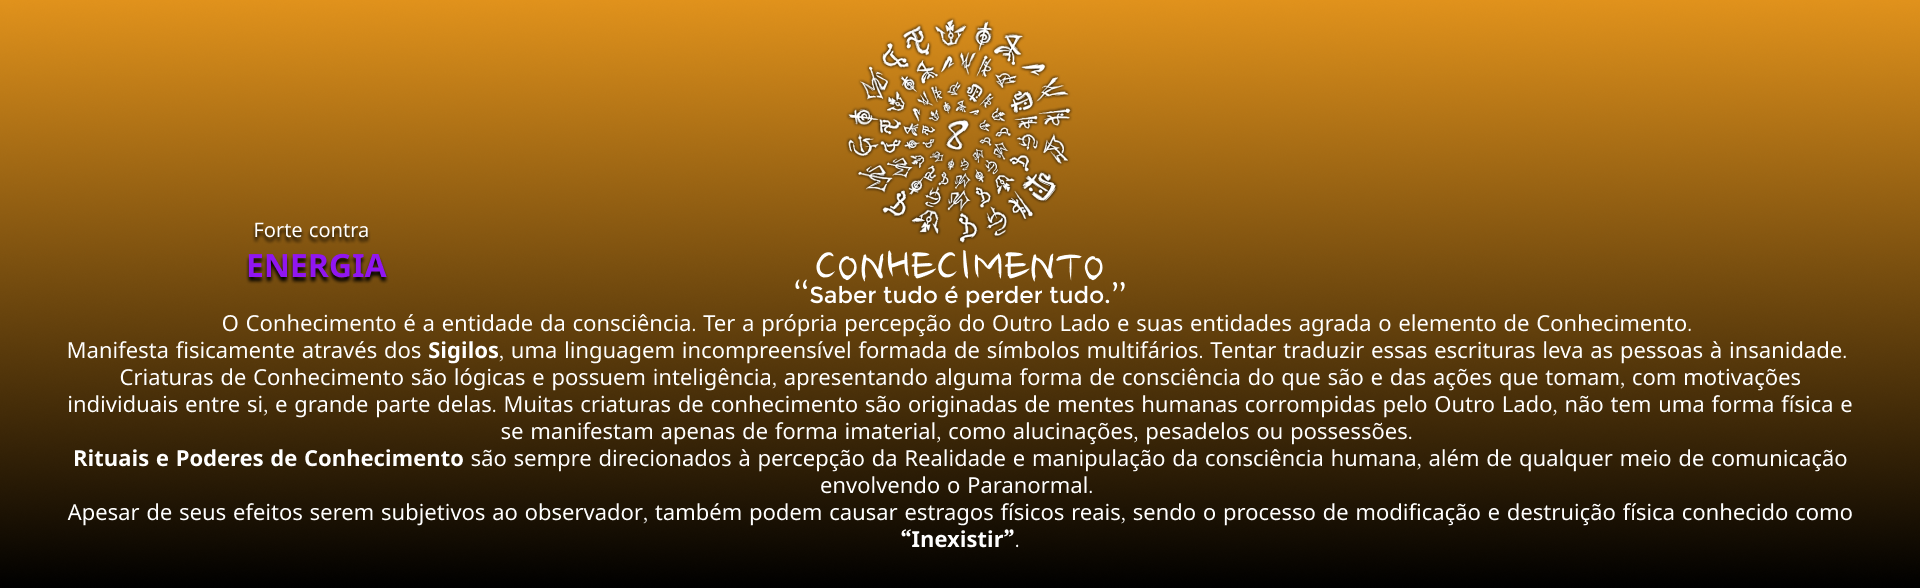 Forte contra
ENERGIA
CONHECIMENTO
“Saber tudo é perder tudo.”
O Conhecimento é a entidade da consciência. Ter a própria percepção do Outro Lado e suas entidades agrada o elemento de Conhecimento.
Manifesta fisicamente através dos Sigilos, uma linguagem incompreensível formada de símbolos multifários. Tentar traduzir essas escrituras leva as pessoas à insanidade.
Criaturas de Conhecimento são lógicas e possuem inteligência, apresentando alguma forma de consciência do que são e das ações que tomam, com motivações
individuais entre si, e grande parte delas. Muitas criaturas de conhecimento são originadas de mentes humanas corrompidas pelo Outro Lado, não tem uma forma física e
se manifestam apenas de forma imaterial, como alucinações, pesadelos ou possessões.
Rituais e Poderes de Conhecimento são sempre direcionados à percepção da Realidade e manipulação da consciência humana, além de qualquer meio de comunicação
envolvendo o Paranormal.
Apesar de seus efeitos serem subjetivos ao observador, também podem causar estragos físicos reais, sendo o processo de modificação e destruição física conhecido como
“Inexistir”.